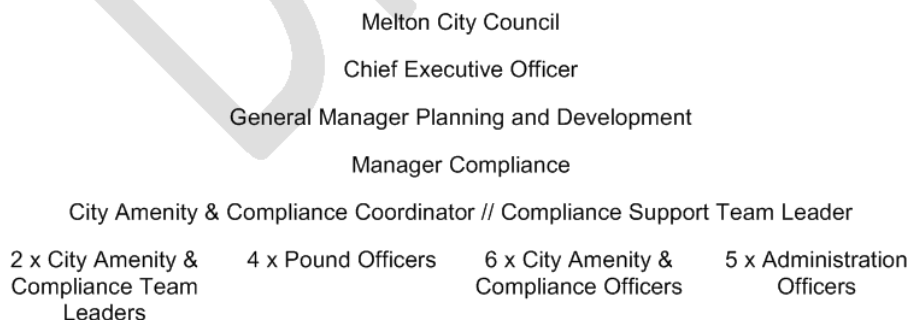 Melton City Council
Chief Executive Officer
General Manager Planning and Development
Manager Compliance
City Amenity & Compliance Coordinator // Compliance Support Team Leader
2 x City Amenity &
Compliance Team
Leaders
4 x Pound Officers
6 x City Amenity &
Compliance Officers
5 x Administration
Officers